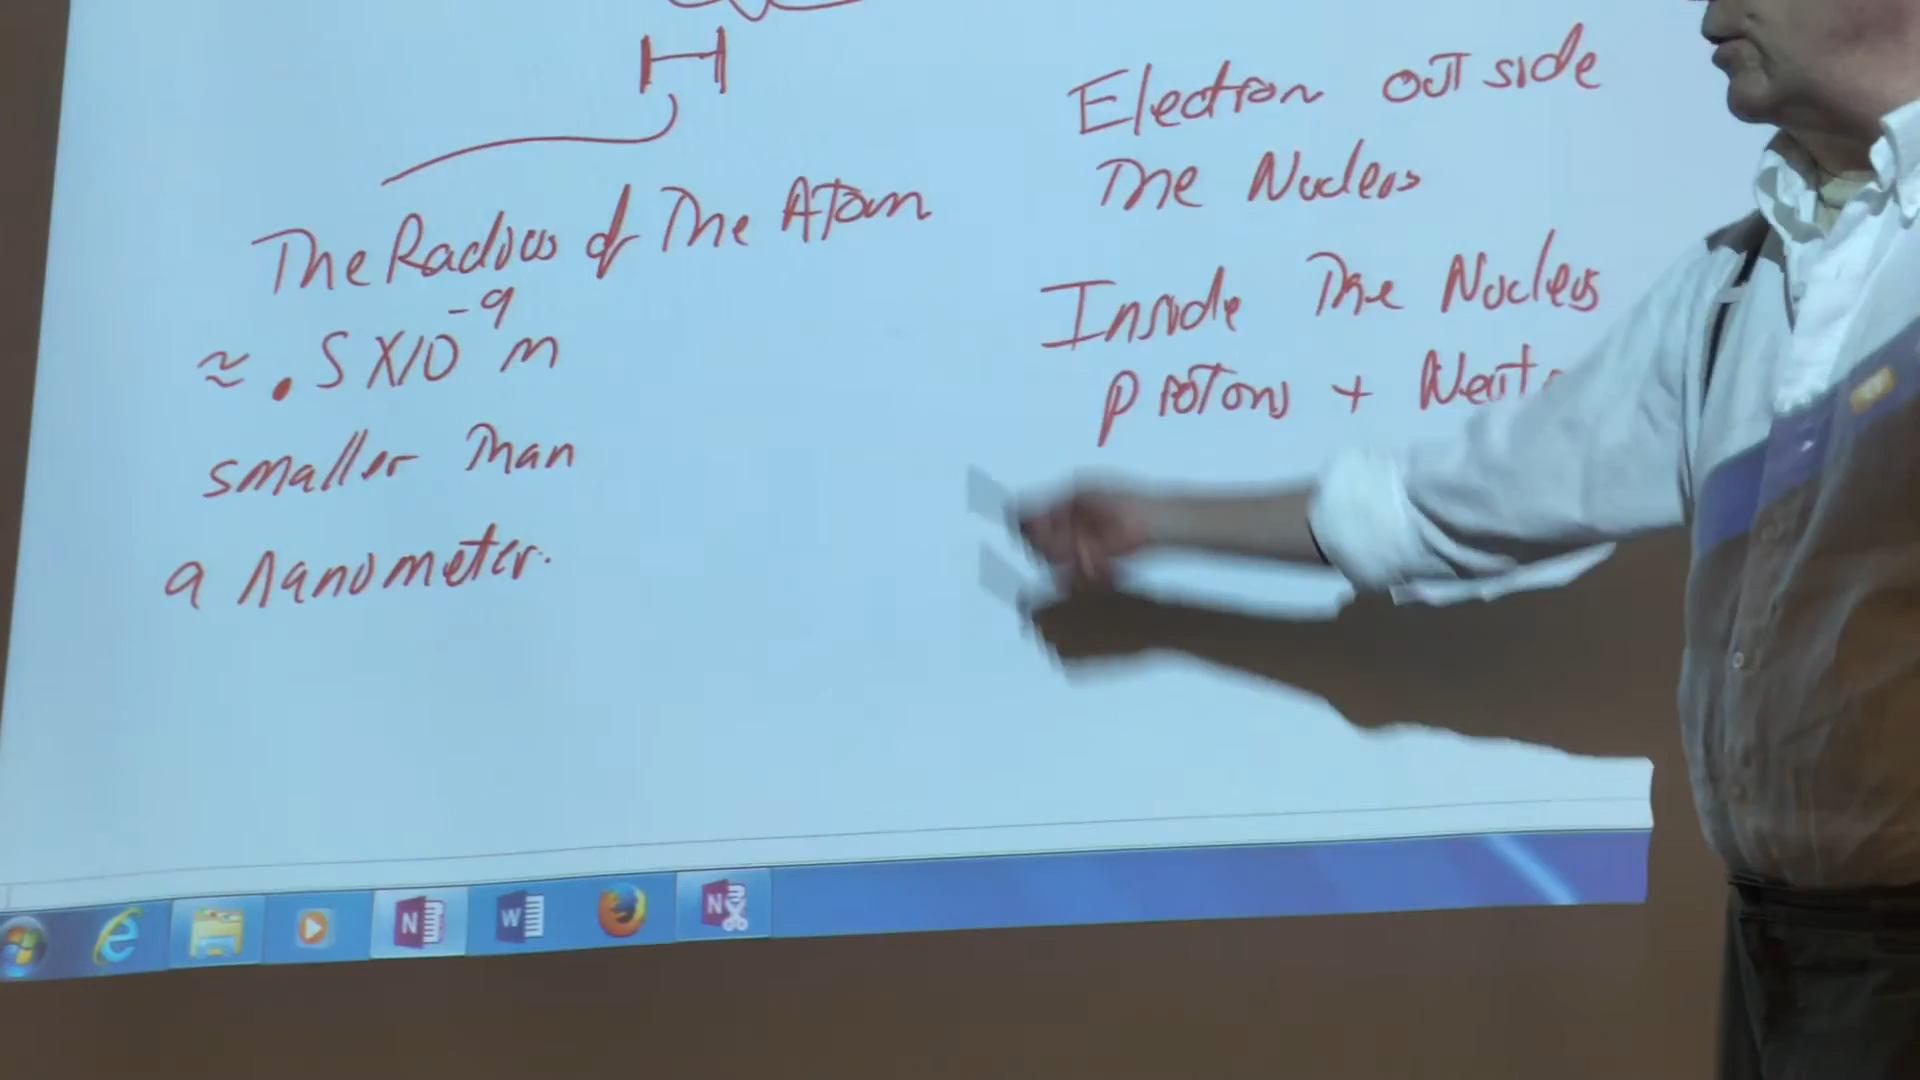 The Radius of The Atom
≈ .5 X10⁻⁹ m
smaller Than
a nanometer.
Electron outside
The Nucleus
Inside The Nucleus
protons +
N
W
N